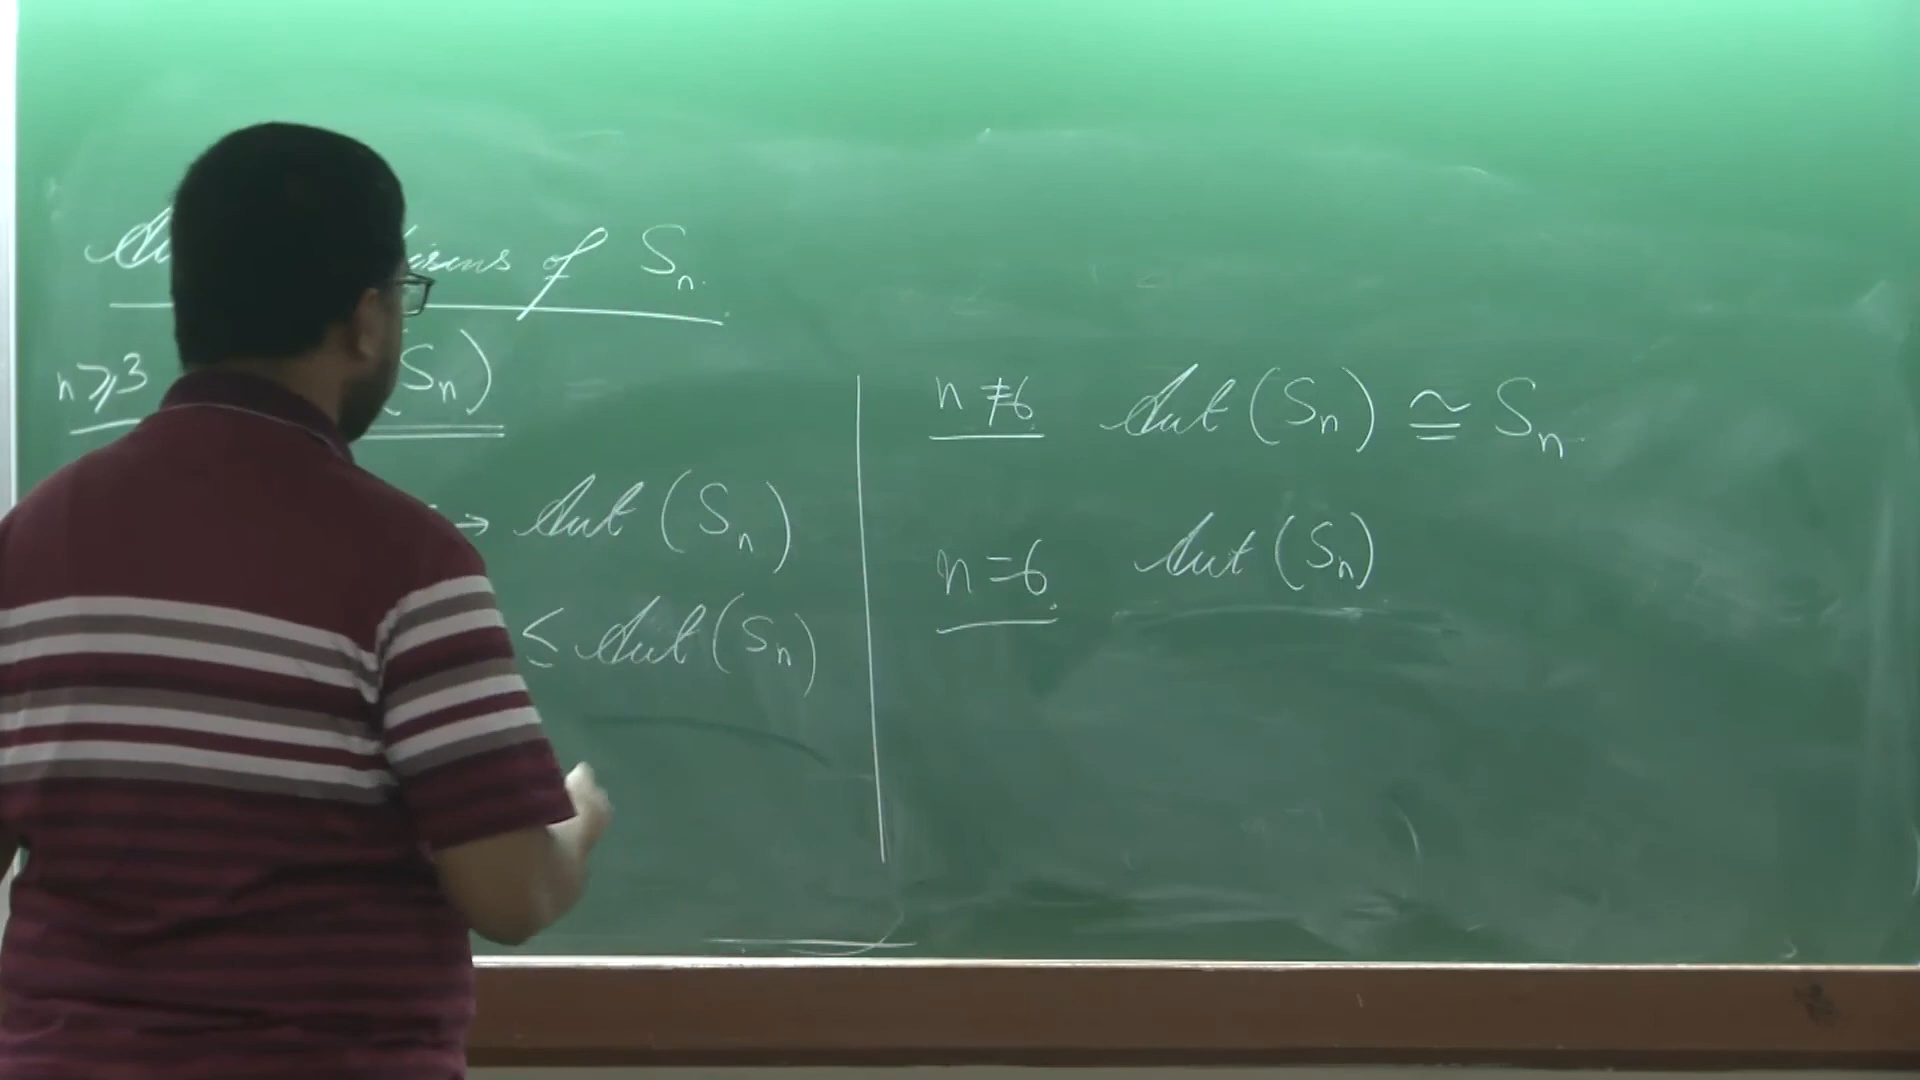 of Sₙ.
n ⩾ 3 Sₙ)
→ Aut (Sₙ)
≤ Aut (Sₙ)
n ≠ 6 Aut (Sₙ) ≅ Sₙ
n = 6 Aut (Sₙ)